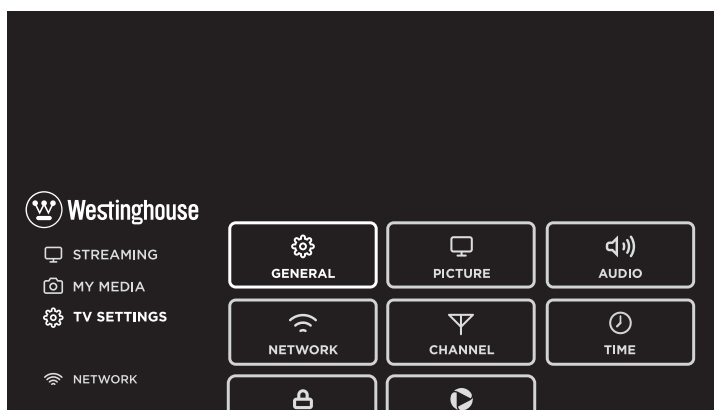 Westinghouse
STREAMING
MY MEDIA
TV SETTINGS
NETWORK
GENERAL
PICTURE
AUDIO
NETWORK
CHANNEL
TIME